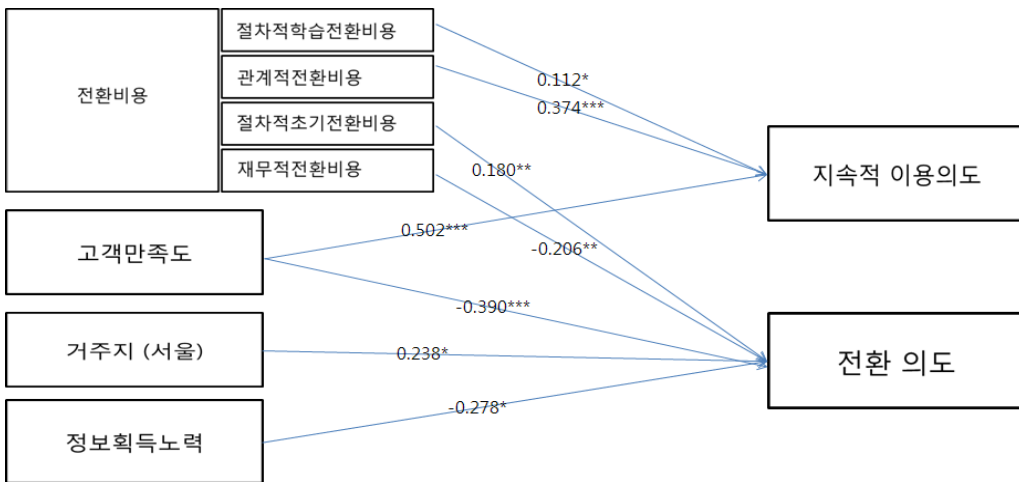 절차적학습전환비용
관계적전환비용
전환비용
절차적초기전환비용
재무적전환비용
0.112*
0.374***
0.180**
지속적 이용의도
고객만족도
0.502***
-0.206**
-0.390***
거주지 (서울)
0.238*
전환 의도
-0.278*
정보획득노력